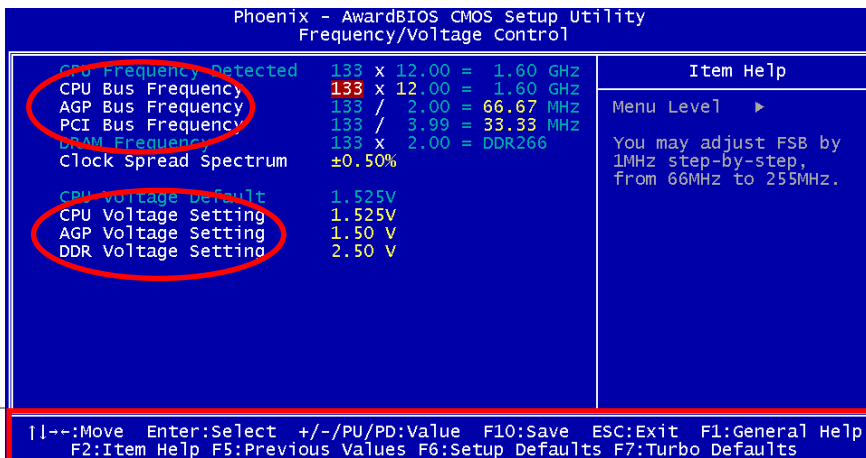 Phoenix - AwardBIOS CMOS Setup Utility
Frequency/Voltage Control
CPU Frequency Detected 133 x 12.00 = 1.60 GHz
CPU Bus Frequency 133 x 12.00 = 1.60 GHz
AGP Bus Frequency 133 / 2.00 = 66.67 MHz
PCI Bus Frequency 133 / 3.99 = 33.33 MHz
DRAM Frequency 133 x 2.00 = DDR266
Clock Spread Spectrum ±0.50%
CPU Voltage Default 1.525V
CPU Voltage Setting 1.525V
AGP Voltage Setting 1.50 V
DDR Voltage Setting 2.50 V
Item Help
Menu Level ►
You may adjust FSB by
1MHz step-by-step,
from 66MHz to 255MHz.
↑↓→←:Move Enter:Select +/-/PU/PD:Value F10:Save ESC:Exit F1:General Help
F2:Item Help F5:Previous Values F6:Setup Defaults F7:Turbo Defaults